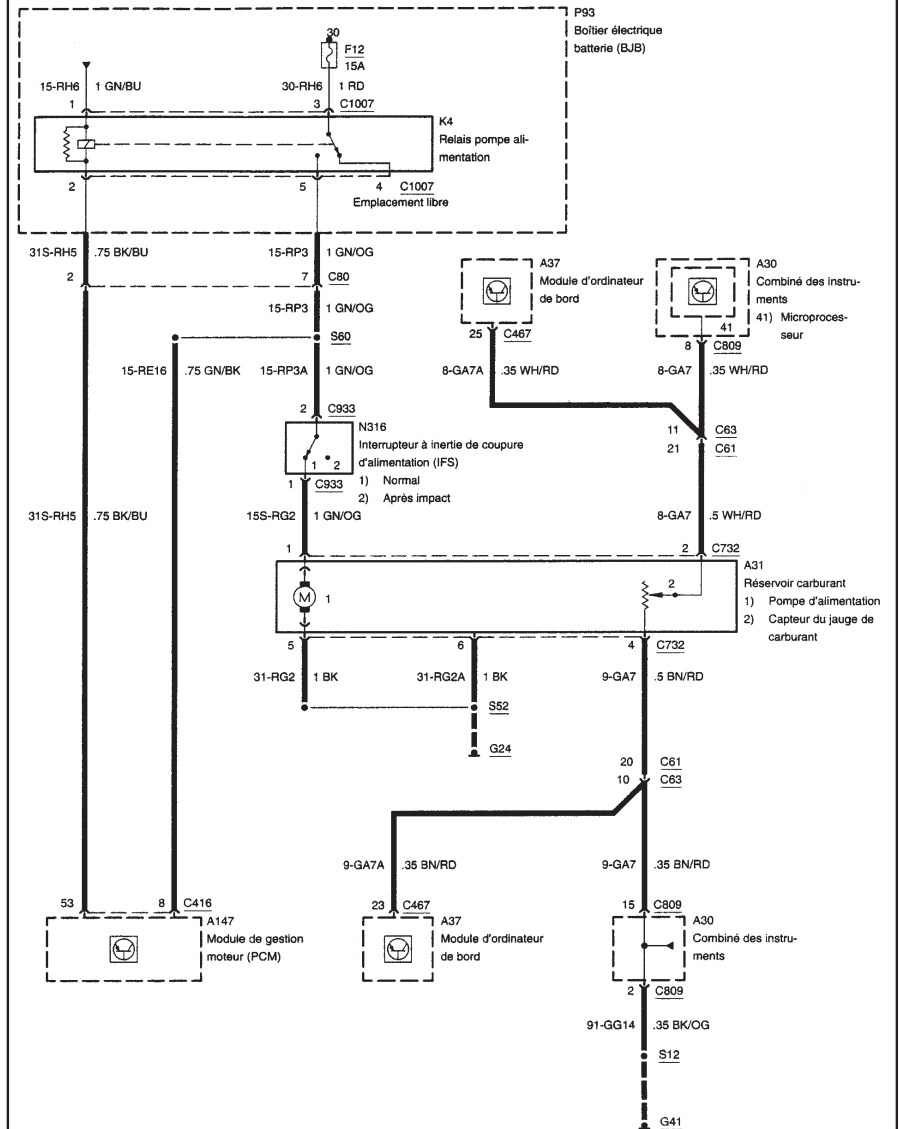 P93
Boîtier électrique
batterie (BJB)
30
F12
15A
15-RH6 1 GN/BU
30-RH6 1 RD
1
3 C1007
K4
Relais pompe ali-
mentation
2
5
4 C1007
Emplacement libre
31S-RH5 .75 BK/BU
15-RP3 1 GN/OG
2
7 C80
A37
Module d'ordinateur
de bord
A30
Combiné des instru-
ments
41) Microproces-
seur
41
15-RP3 1 GN/OG
25 C467
8 C809
S60
15-RE16 .75 GN/BK
15-RP3A 1 GN/OG
8-GA7A .35 WH/RD
8-GA7 .35 WH/RD
2 C933
N316
Interrupteur à inertie de coupure
d'alimentation (IFS)
1) Normal
2) Après impact
1 2
11 C63
21 C61
1 C933
31S-RH5 .75 BK/BU
15S-RG2 1 GN/OG
8-GA7 .5 WH/RD
1
2 C732
A31
Réservoir carburant
1) Pompe d'alimentation
2) Capteur du jauge de
carburant
M 1
2
5
6
4 C732
31-RG2 1 BK
31-RG2A 1 BK
9-GA7 .5 BN/RD
S52
G24
20 C61
10 C63
9-GA7A .35 BN/RD
9-GA7 .35 BN/RD
53
8 C416
23 C467
15 C809
A147
Module de gestion
moteur (PCM)
A37
Module d'ordinateur
de bord
A30
Combiné des instru-
ments
2 C809
91-GG14 .35 BK/OG
S12
G41